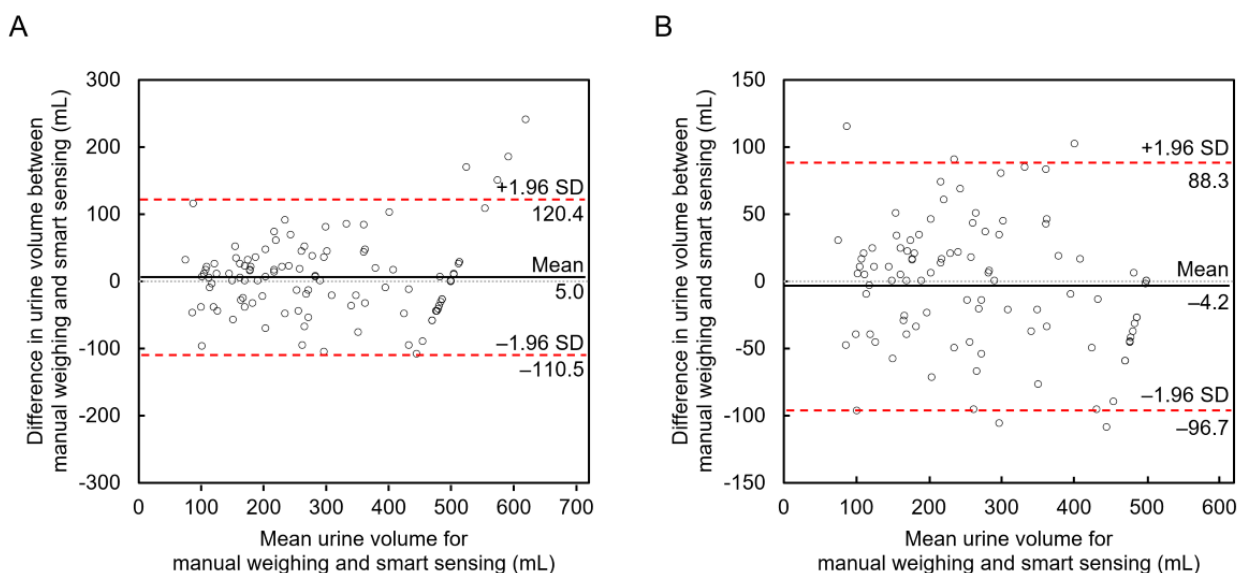 A
Difference in urine volume between
manual weighing and smart sensing (mL)
300
200
100
0
-100
-200
-300
+1.96 SD
120.4
Mean
5.0
–1.96 SD
–110.5
0
100
200
300
400
500
600
700
Mean urine volume for
manual weighing and smart sensing (mL)
B
Difference in urine volume between
manual weighing and smart sensing (mL)
150
100
50
0
-50
-100
-150
+1.96 SD
88.3
Mean
–4.2
–1.96 SD
–96.7
0
100
200
300
400
500
600
Mean urine volume for
manual weighing and smart sensing (mL)